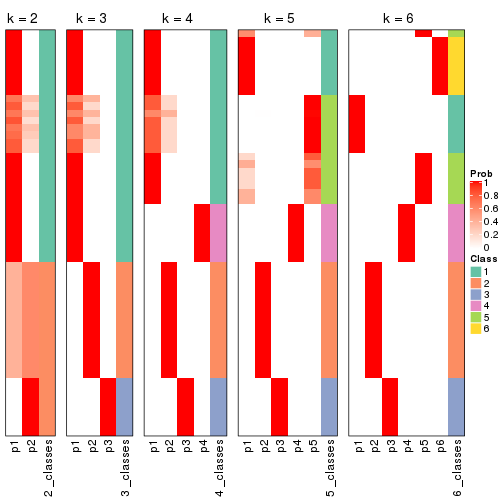 k = 2
k = 3
k = 4
k = 5
k = 6
Prob
1
0.8
0.6
0.4
0.2
0
Class
1
2
3
4
5
6
p1
p2
2_classes
p1
p2
p3
3_classes
p1
p2
p3
p4
4_classes
p1
p2
p3
p4
p5
5_classes
p1
p2
p3
p4
p5
p6
6_classes